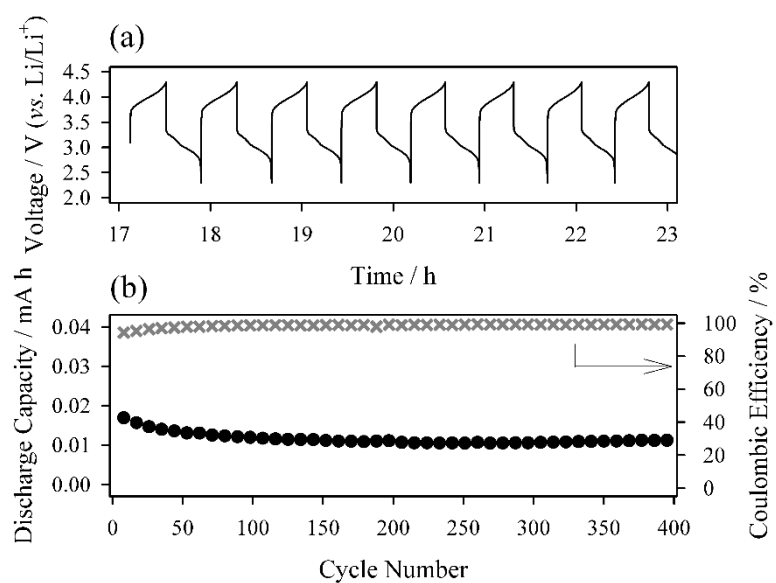 (a)
Voltage / V (vs. Li/Li+)
4.5
4.0
3.5
3.0
2.5
2.0
17 18 19 20 21 22 23
Time / h
(b)
Discharge Capacity / mA h
0.04
0.03
0.02
0.01
0.00
100
80
60
40
20
0
Coulombic Efficiency / %
0 50 100 150 200 250 300 350 400
Cycle Number